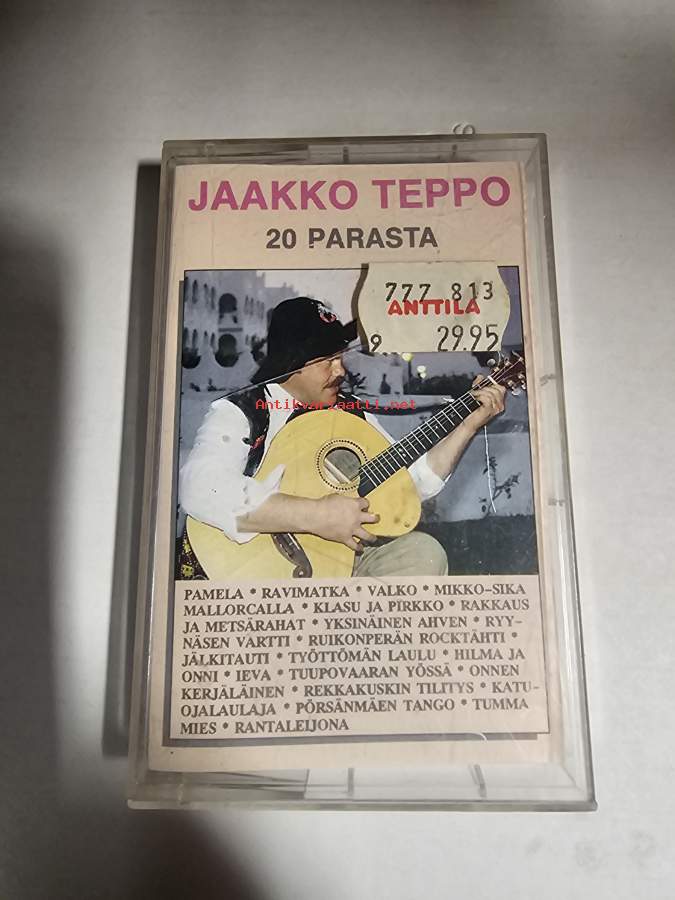 JAAKKO TEPPO
20 PARASTA
777 813
ANTTILA
9 29.95
Antikvariaatti.net
PAMELA * RAVIMATKA * VALKO * MIKKO-SIKA
MALLORCALLA * KLASU JA PIRKKO * RAKKAUS
JA METSÄRAHAT * YKSINÄINEN AHVEN * RYY-
NÄSEN VARTTI * RUIKONPERÄN ROCKTÄHTI *
JÄLKITAUTI * TYÖTTÖMÄN LAULU * HILMA JA
ONNI * IEVA * TUUPOVAARAN YÖSSÄ * ONNEN
KERJÄLÄINEN * REKKAKUSKIN TILITYS * KATU-
OJALAULAJA * PÖRSÄNMÄEN TANGO * TUMMA
MIES * RANTALEIJONA